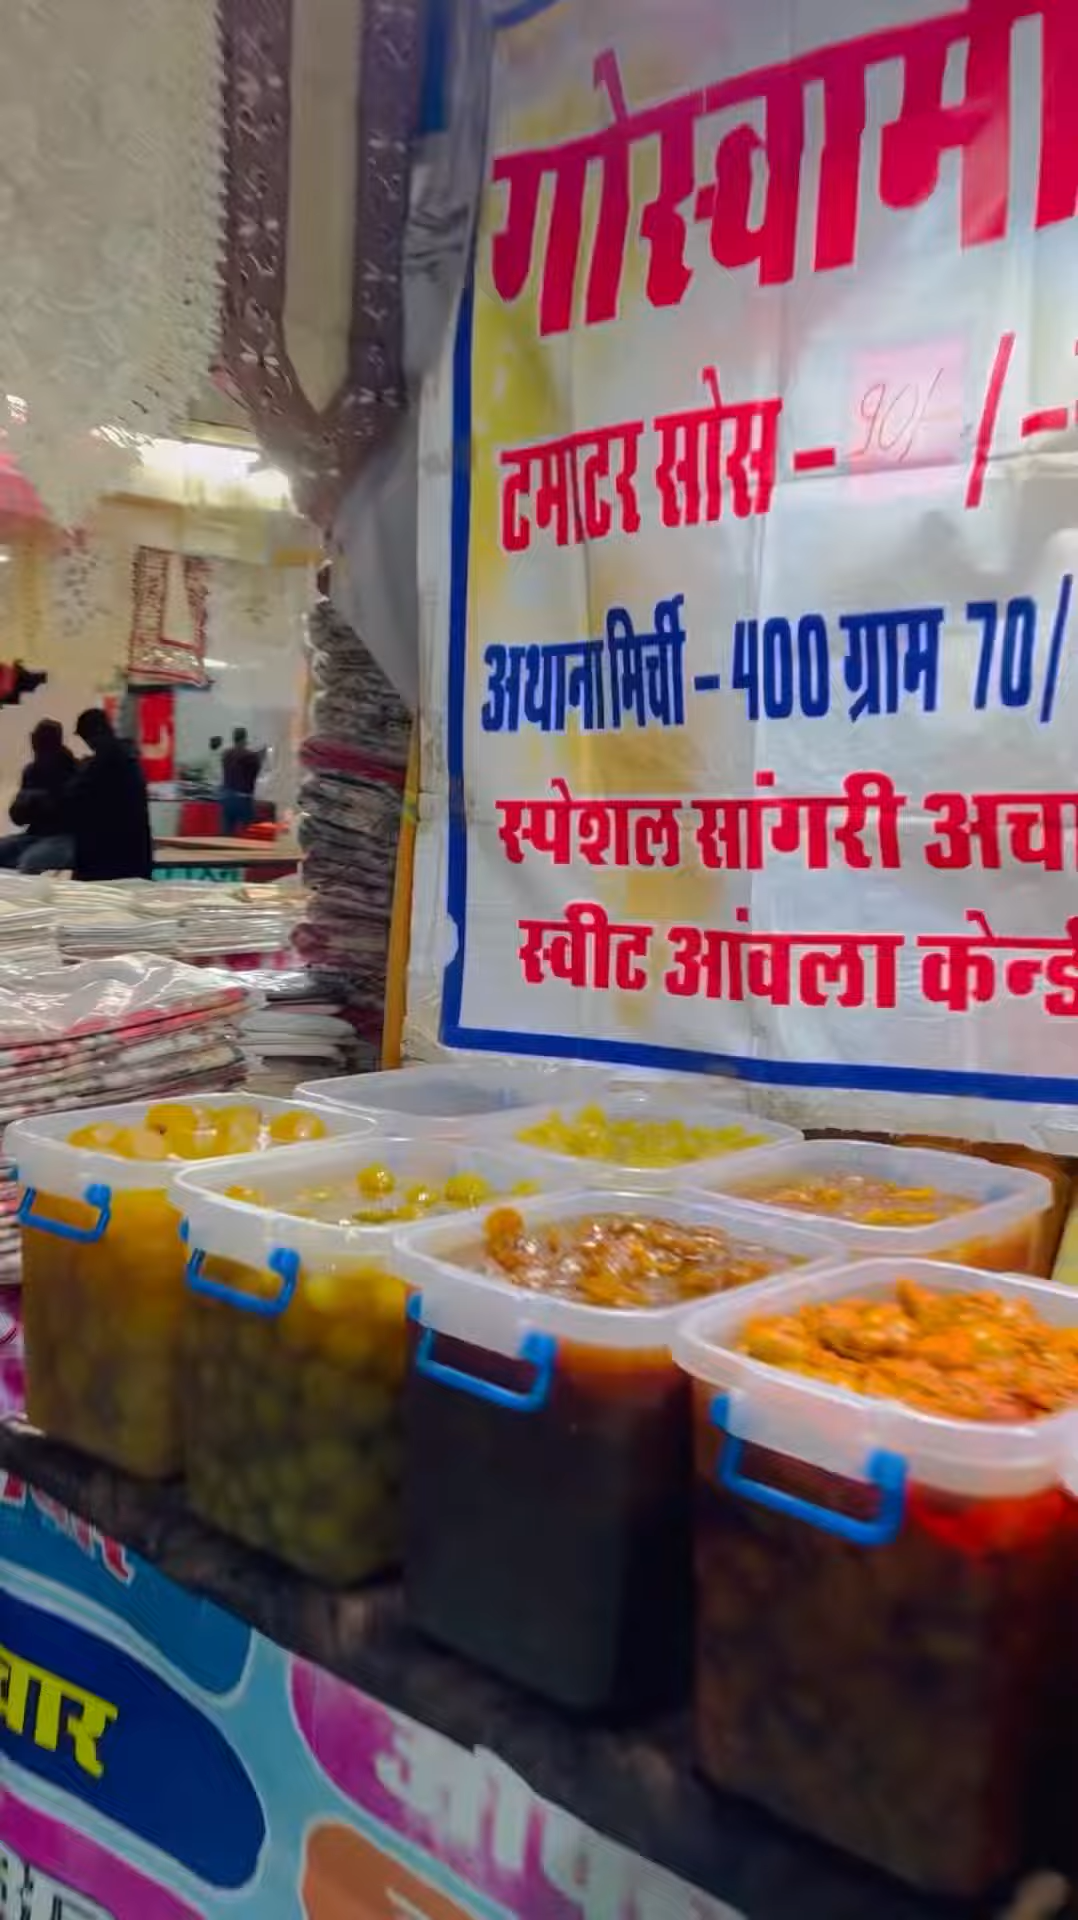 गोस्वामी
टमाटर सोस - 90/- /-
अथाना मिर्ची - 400 ग्राम 70/
स्पेशल सांगरी अचा
स्वीट आंवला केन्डी
चार